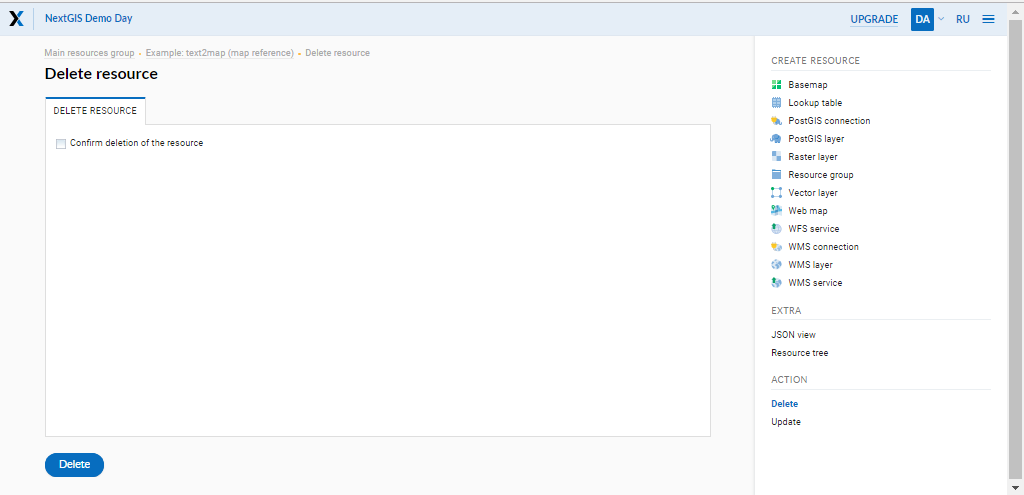 NextGIS Demo Day
UPGRADE DA RU
Main resources group - Example: text2map (map reference) - Delete resource
Delete resource
DELETE RESOURCE
Confirm deletion of the resource
Delete
CREATE RESOURCE
Basemap
Lookup table
PostGIS connection
PostGIS layer
Raster layer
Resource group
Vector layer
Web map
WFS service
WMS connection
WMS layer
WMS service
EXTRA
JSON view
Resource tree
ACTION
Delete
Update